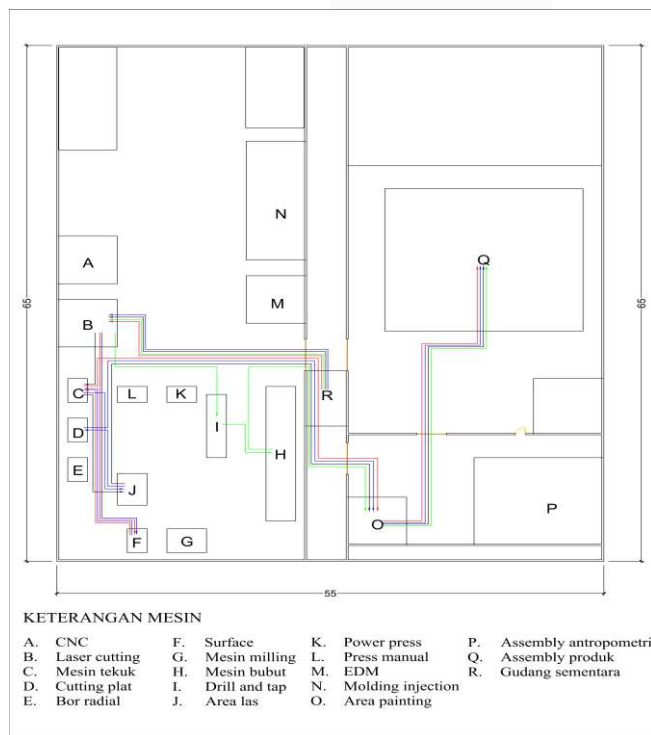 A
N
Q
B
M
65
65
C
L
K
R
I
D
H
E
J
P
O
F
G
55
KETERANGAN MESIN
A. CNC F. Surface K. Power press P. Assembly antropometri
B. Laser cutting G. Mesin milling L. Press manual Q. Assembly produk
C. Mesin tekuk H. Mesin bubut M. EDM R. Gudang sementara
D. Cutting plat I. Drill and tap N. Molding injection
E. Bor radial J. Area las O. Area painting